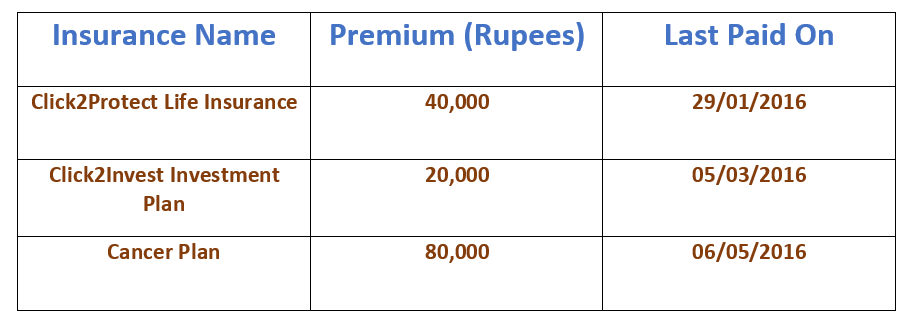 Insurance Name Premium (Rupees) Last Paid On
Click2Protect Life Insurance 40,000 29/01/2016
Click2Invest Investment 20,000 05/03/2016
Plan
Cancer Plan 80,000 06/05/2016